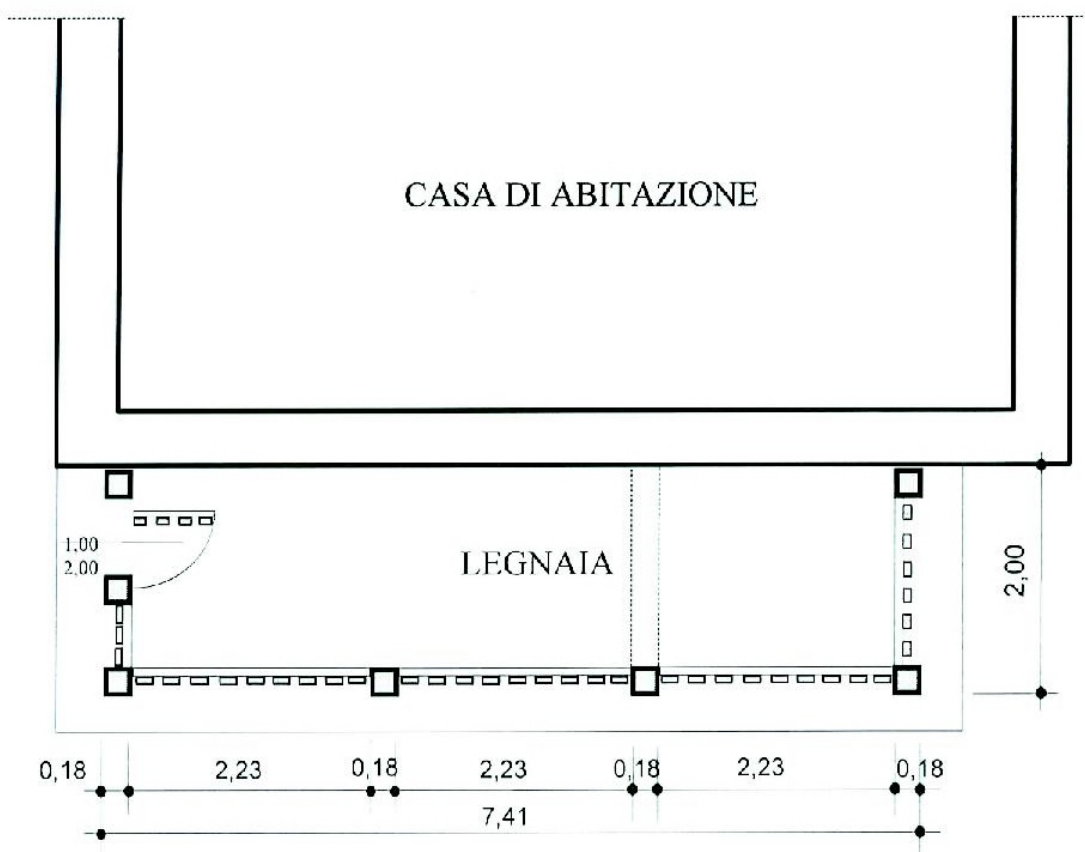 CASA DI ABITAZIONE
1,00
2,00
LEGNAIA
2,00
0,18 2,23 0,18 2,23 0,18 2,23 0,18
7,41